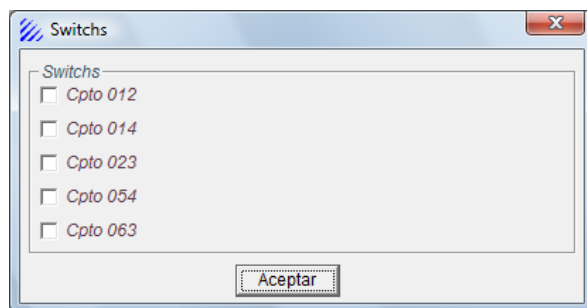 Switchs
Switchs
Cpto 012
Cpto 014
Cpto 023
Cpto 054
Cpto 063
Aceptar